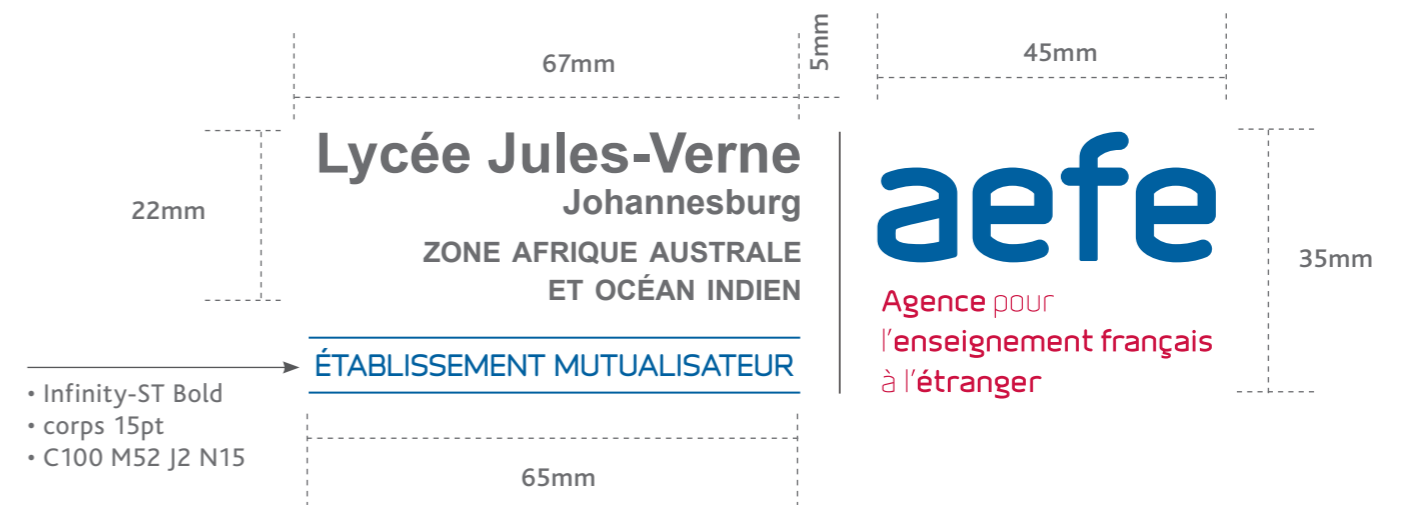 67mm
5mm
45mm
Lycée Jules-Verne
Johannesburg
22mm
ZONE AFRIQUE AUSTRALE
ET OCÉAN INDIEN
ÉTABLISSEMENT MUTUALISATEUR
• Infinity-ST Bold
• corps 15pt
• C100 M52 J2 N15
65mm
aefe
Agence pour
l'enseignement français
à l'étranger
35mm